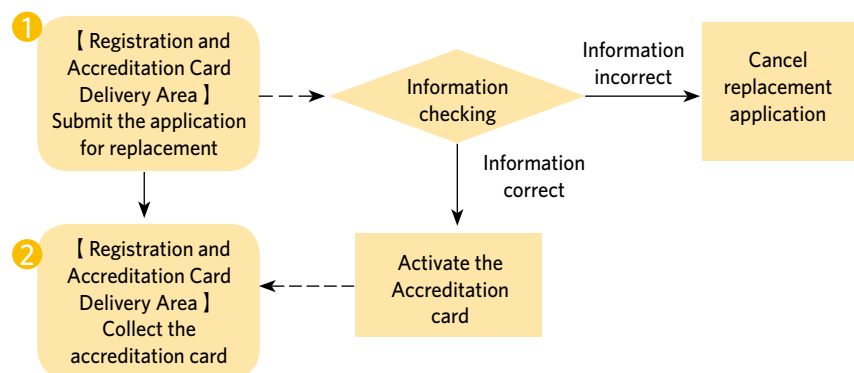 1
【 Registration and
Accreditation Card
Delivery Area 】
Submit the application
for replacement
Information
checking
Information
incorrect
Cancel
replacement
application
Information
correct
2
【 Registration and
Accreditation Card
Delivery Area 】
Collect the
accreditation card
Activate the
Accreditation
card